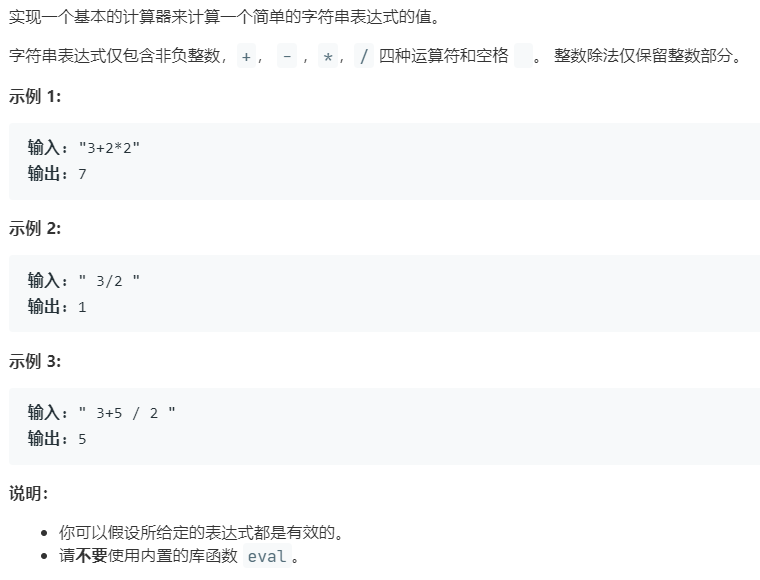 实现一个基本的计算器来计算一个简单的字符串表达式的值。
字符串表达式仅包含非负整数，+， - ，*，/ 四种运算符和空格  。 整数除法仅保留整数部分。
示例 1:
输入："3+2*2"
输出：7
示例 2:
输入：" 3/2 "
输出：1
示例 3:
输入：" 3+5 / 2 "
输出：5
说明：
你可以假设所给定的表达式都是有效的。
请不要使用内置的库函数 eval。